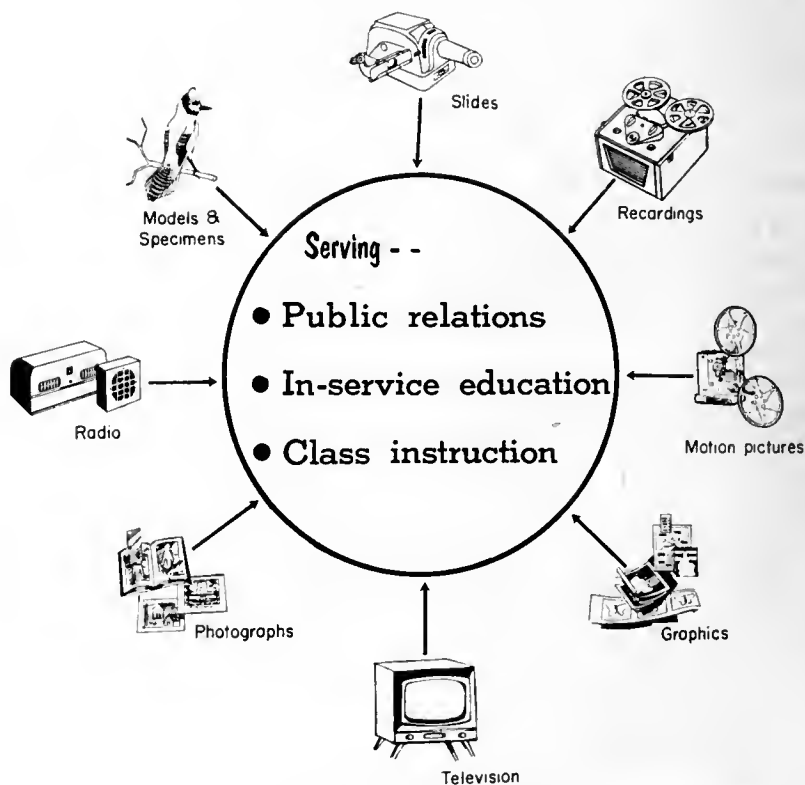 Slides
Recordings
Models &
Specimens
Serving - -
• Public relations
• In-service education
• Class instruction
Radio
Motion pictures
Photographs
Graphics
Television